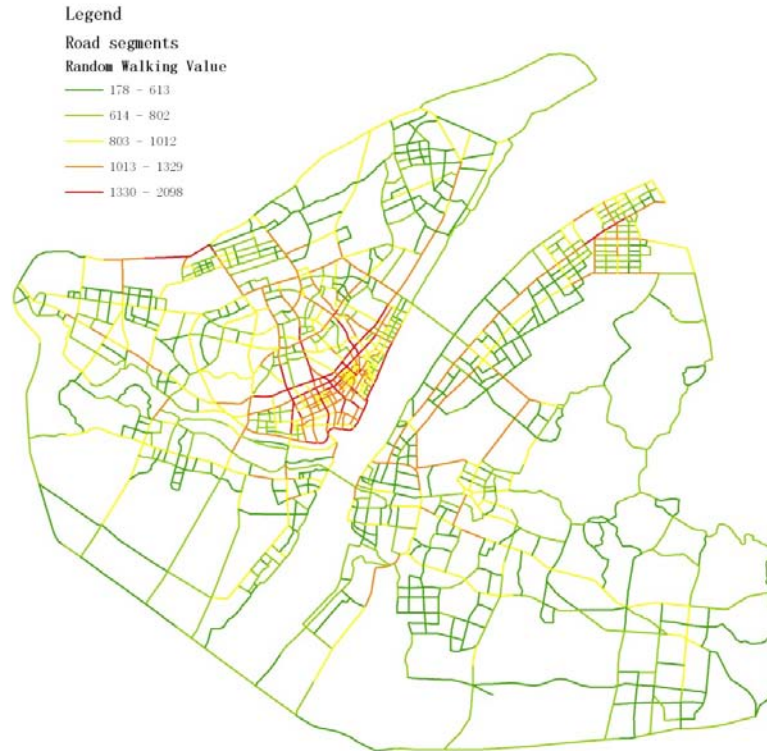 Legend
Road segments
Random Walking Value
178 - 613
614 - 802
803 - 1012
1013 - 1329
1330 - 2098